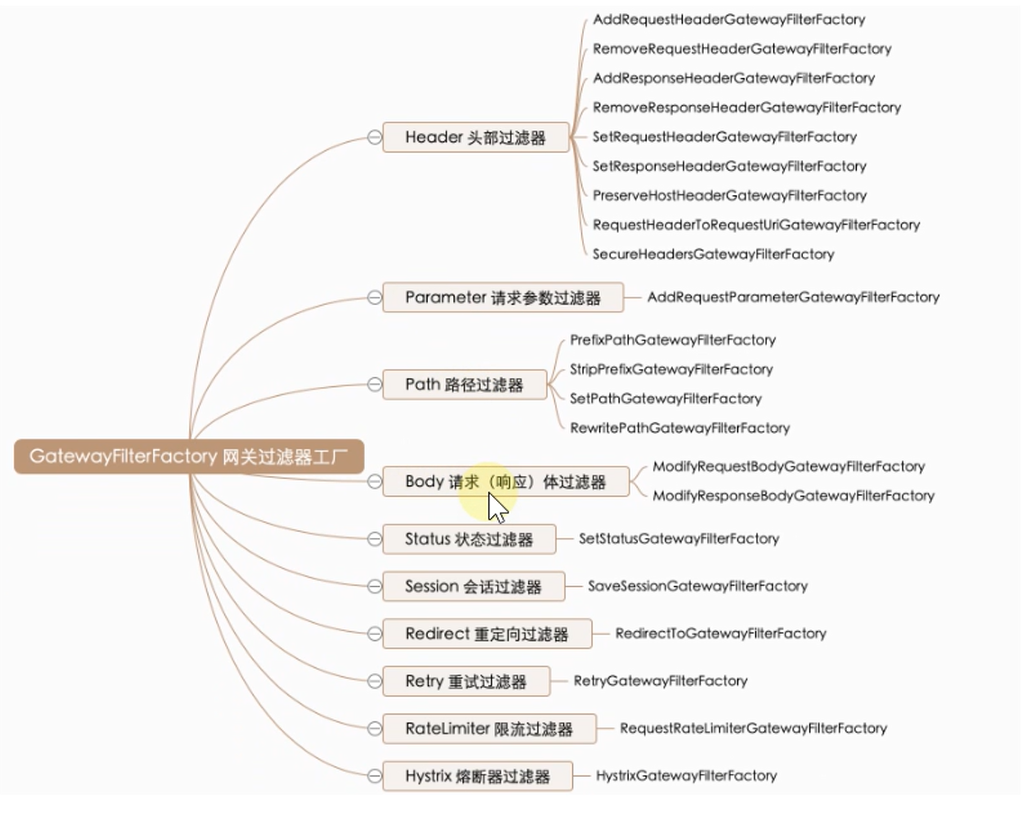 AddRequestHeaderGatewayFilterFactory
RemoveRequestHeaderGatewayFilterFactory
AddResponseHeaderGatewayFilterFactory
RemoveResponseHeaderGatewayFilterFactory
Header 头部过滤器
SetRequestHeaderGatewayFilterFactory
SetResponseHeaderGatewayFilterFactory
PreserveHostHeaderGatewayFilterFactory
RequestHeaderToRequestUriGatewayFilterFactory
SecureHeadersGatewayFilterFactory
Parameter 请求参数过滤器
AddRequestParameterGatewayFilterFactory
PrefixPathGatewayFilterFactory
StripPrefixGatewayFilterFactory
Path 路径过滤器
SetPathGatewayFilterFactory
RewritePathGatewayFilterFactory
GatewayFilterFactory 网关过滤器工厂
ModifyRequestBodyGatewayFilterFactory
Body 请求（响应）体过滤器
ModifyResponseBodyGatewayFilterFactory
Status 状态过滤器
SetStatusGatewayFilterFactory
Session 会话过滤器
SaveSessionGatewayFilterFactory
Redirect 重定向过滤器
RedirectToGatewayFilterFactory
Retry 重试过滤器
RetryGatewayFilterFactory
RateLimiter 限流过滤器
RequestRateLimiterGatewayFilterFactory
Hystrix 熔断器过滤器
HystrixGatewayFilterFactory